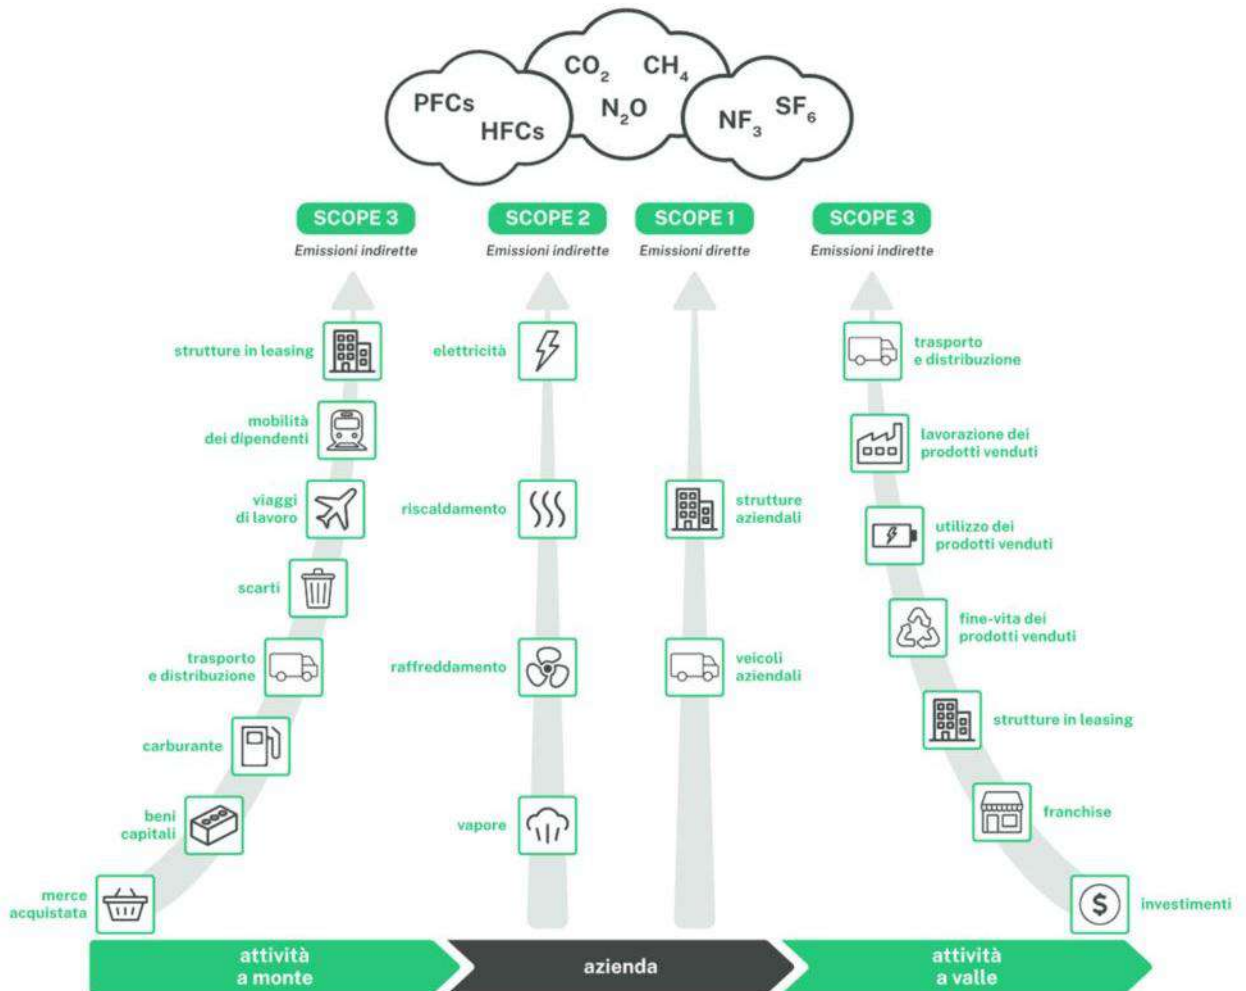 CO₂ CH₄
N₂O
PFCs
HFCs
NF₃ SF₆
SCOPE 3
Emissioni indirette
SCOPE 2
Emissioni indirette
SCOPE 1
Emissioni dirette
SCOPE 3
Emissioni indirette
strutture in leasing
mobilità
dei dipendenti
viaggi
di lavoro
scarti
trasporto
e distribuzione
carburante
beni
capitali
merce
acquistata
elettricità
riscaldamento
raffreddamento
vapore
strutture
aziendali
veicoli
aziendali
trasporto
e distribuzione
lavorazione dei
prodotti venduti
utilizzo dei
prodotti venduti
fine-vita dei
prodotti venduti
strutture in leasing
franchise
$
investimenti
attività
a monte
azienda
attività
a valle